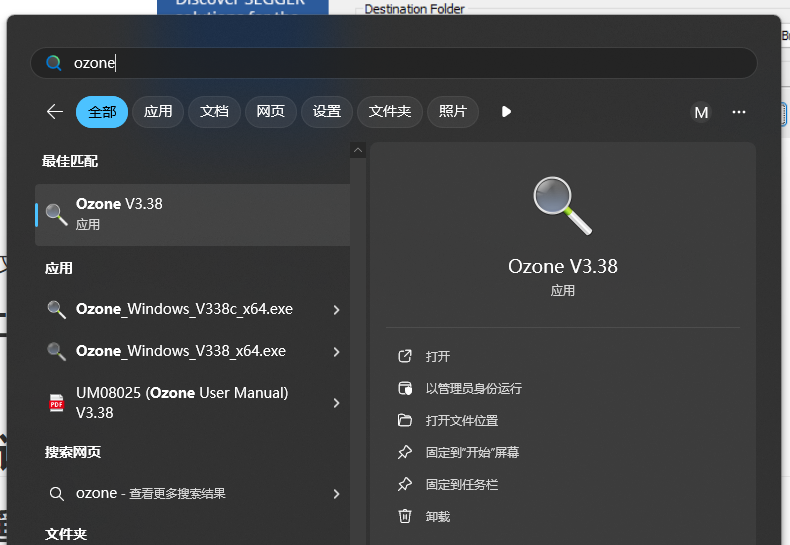 Discover SEGGER
solutions for the
Destination Folder
ozone
全部
应用
文档
网页
设置
文件夹
照片
M
最佳匹配
Ozone V3.38
应用
应用
Ozone_Windows_V338c_x64.exe
Ozone_Windows_V338_x64.exe
UM08025 (Ozone User Manual)
V3.38
搜索网页
ozone - 查看更多搜索结果
文件夹
Ozone V3.38
应用
打开
以管理员身份运行
打开文件位置
固定到"开始"屏幕
固定到任务栏
卸载